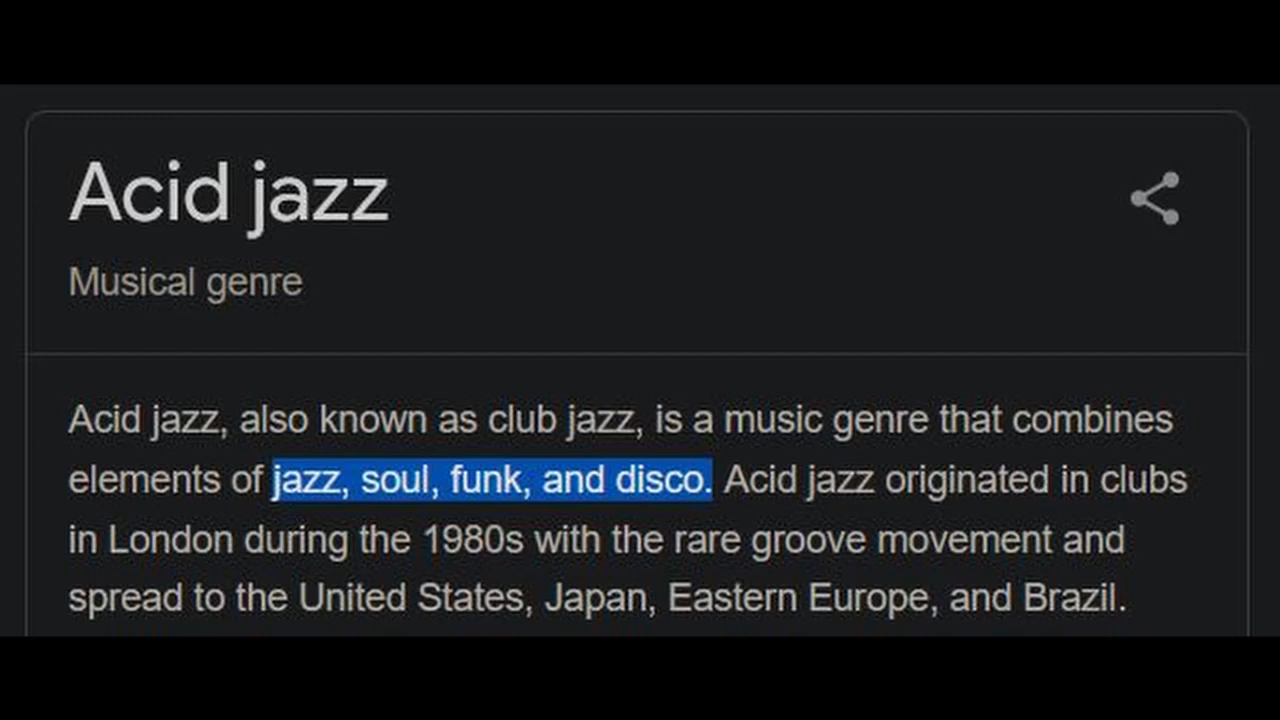 Acid jazz
Musical genre
Acid jazz, also known as club jazz, is a music genre that combines
elements of jazz, soul, funk, and disco. Acid jazz originated in clubs
in London during the 1980s with the rare groove movement and
spread to the United States, Japan, Eastern Europe, and Brazil.